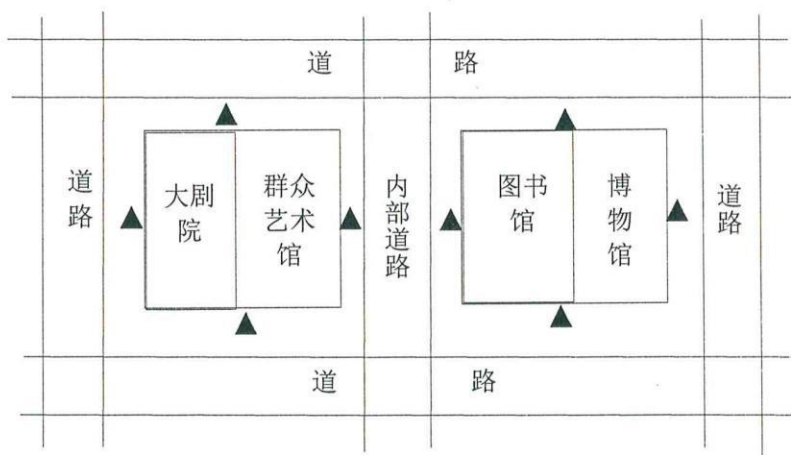 道 路
道路
大剧院
群众艺术馆
内部道路
图书馆
博物馆
道路
道 路